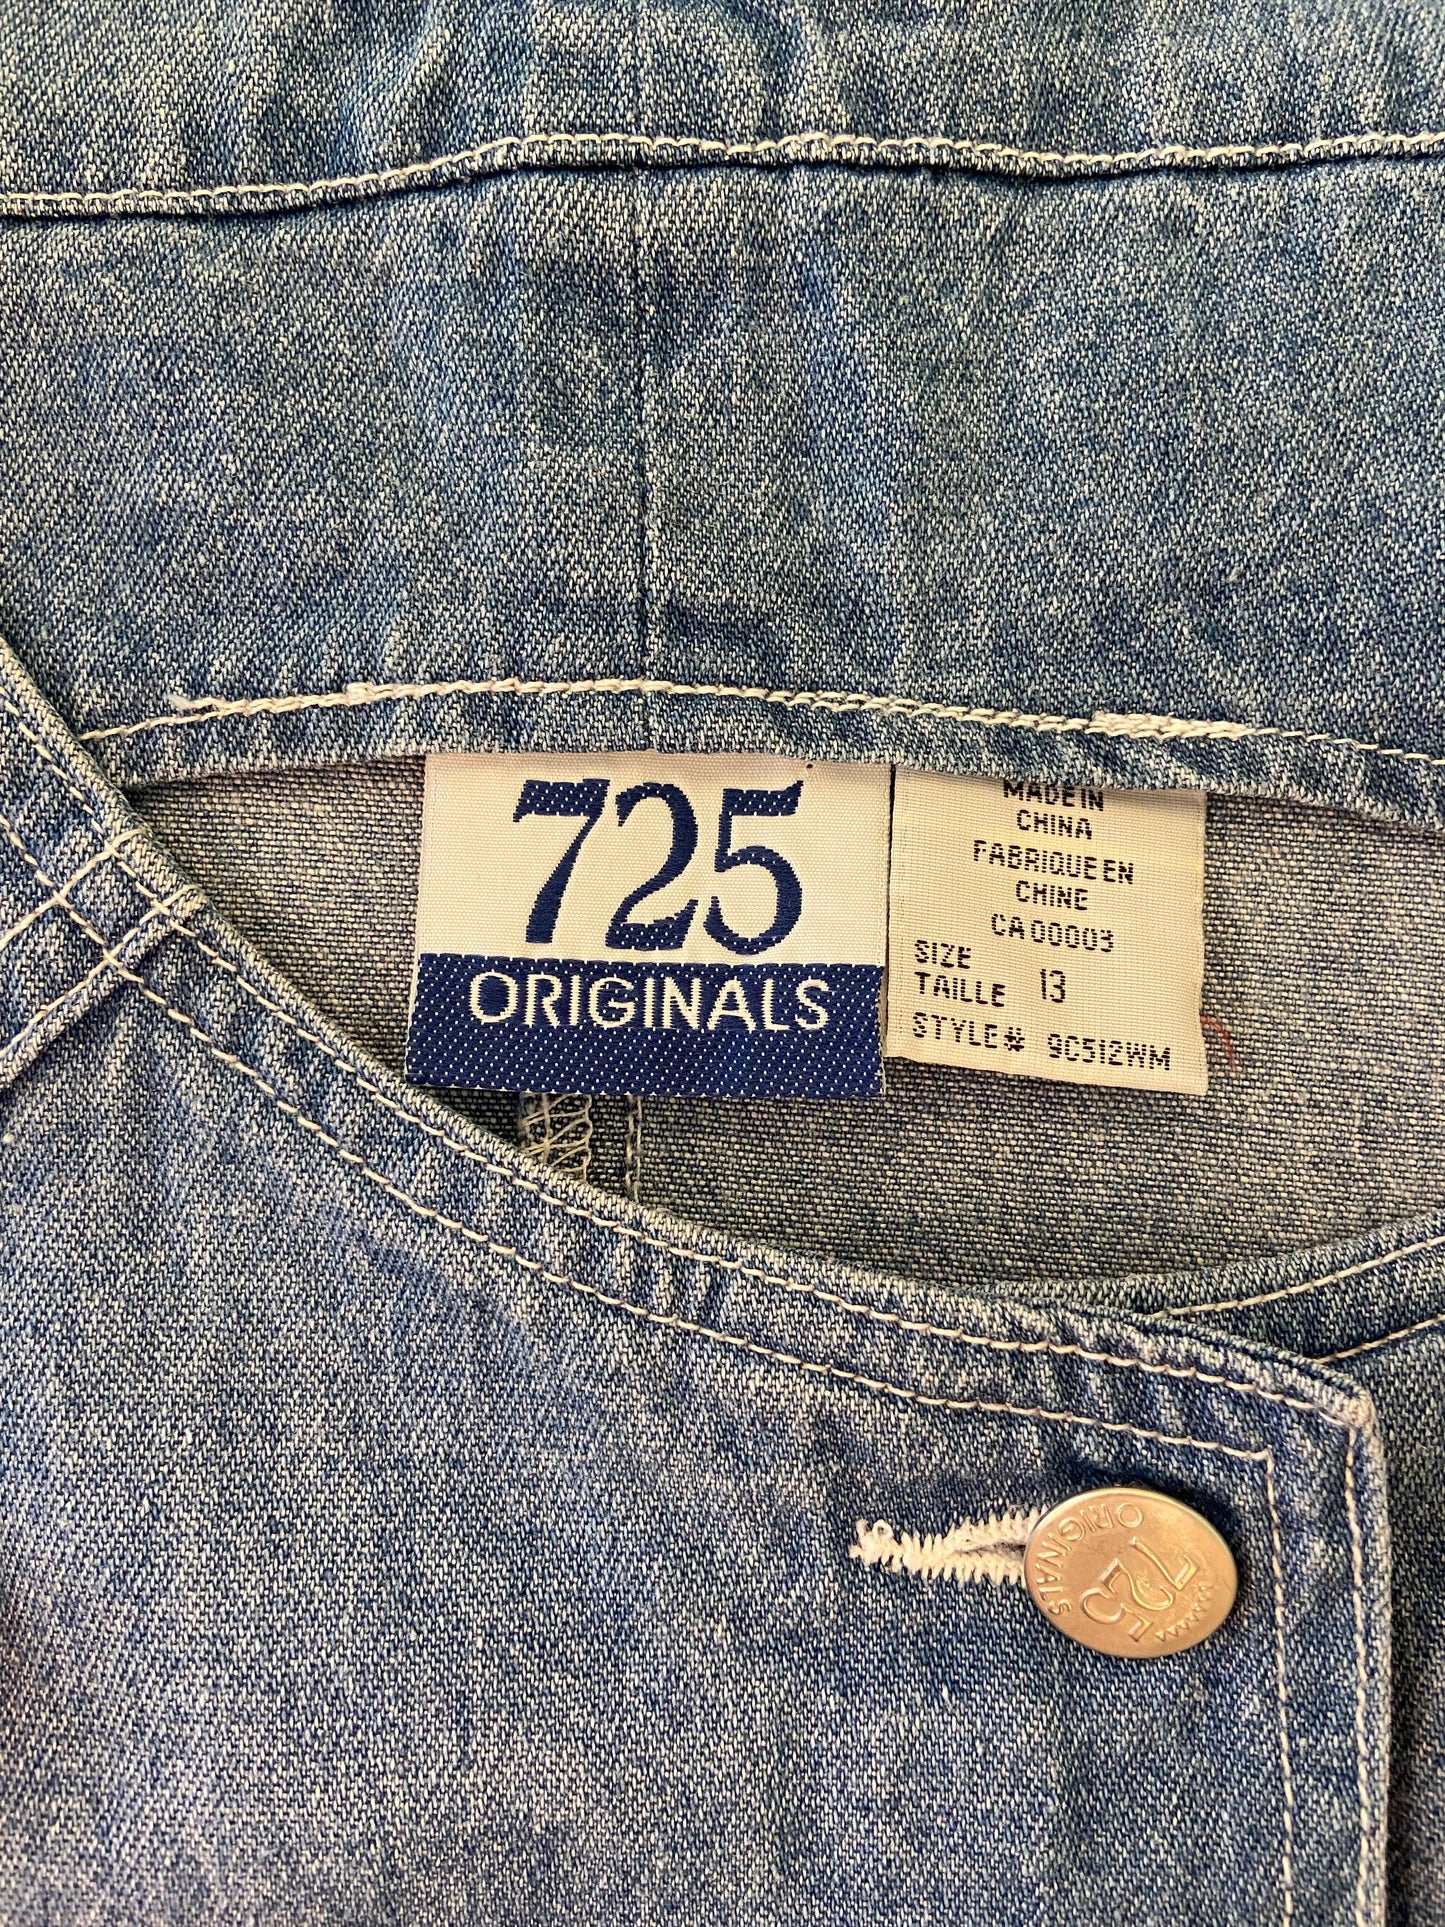 725
ORIGINALS
MADE IN
CHINA
FABRIQUE EN
CHINE
CA 00003
SIZE
TAILLE 13
STYLE# 9C512WM
725
ORIGINALS